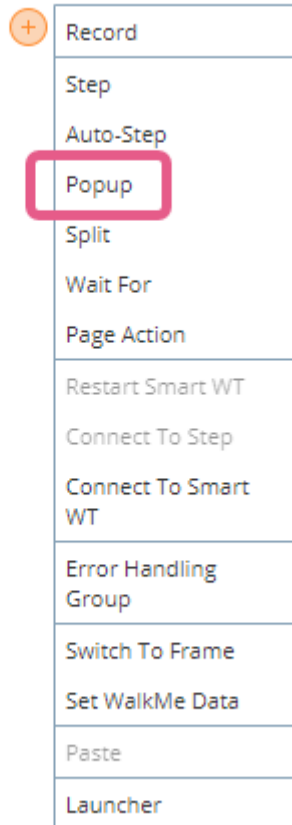 +
Record
Step
Auto-Step
Popup
Split
Wait For
Page Action
Restart Smart WT
Connect To Step
Connect To Smart
WT
Error Handling
Group
Switch To Frame
Set WalkMe Data
Paste
Launcher